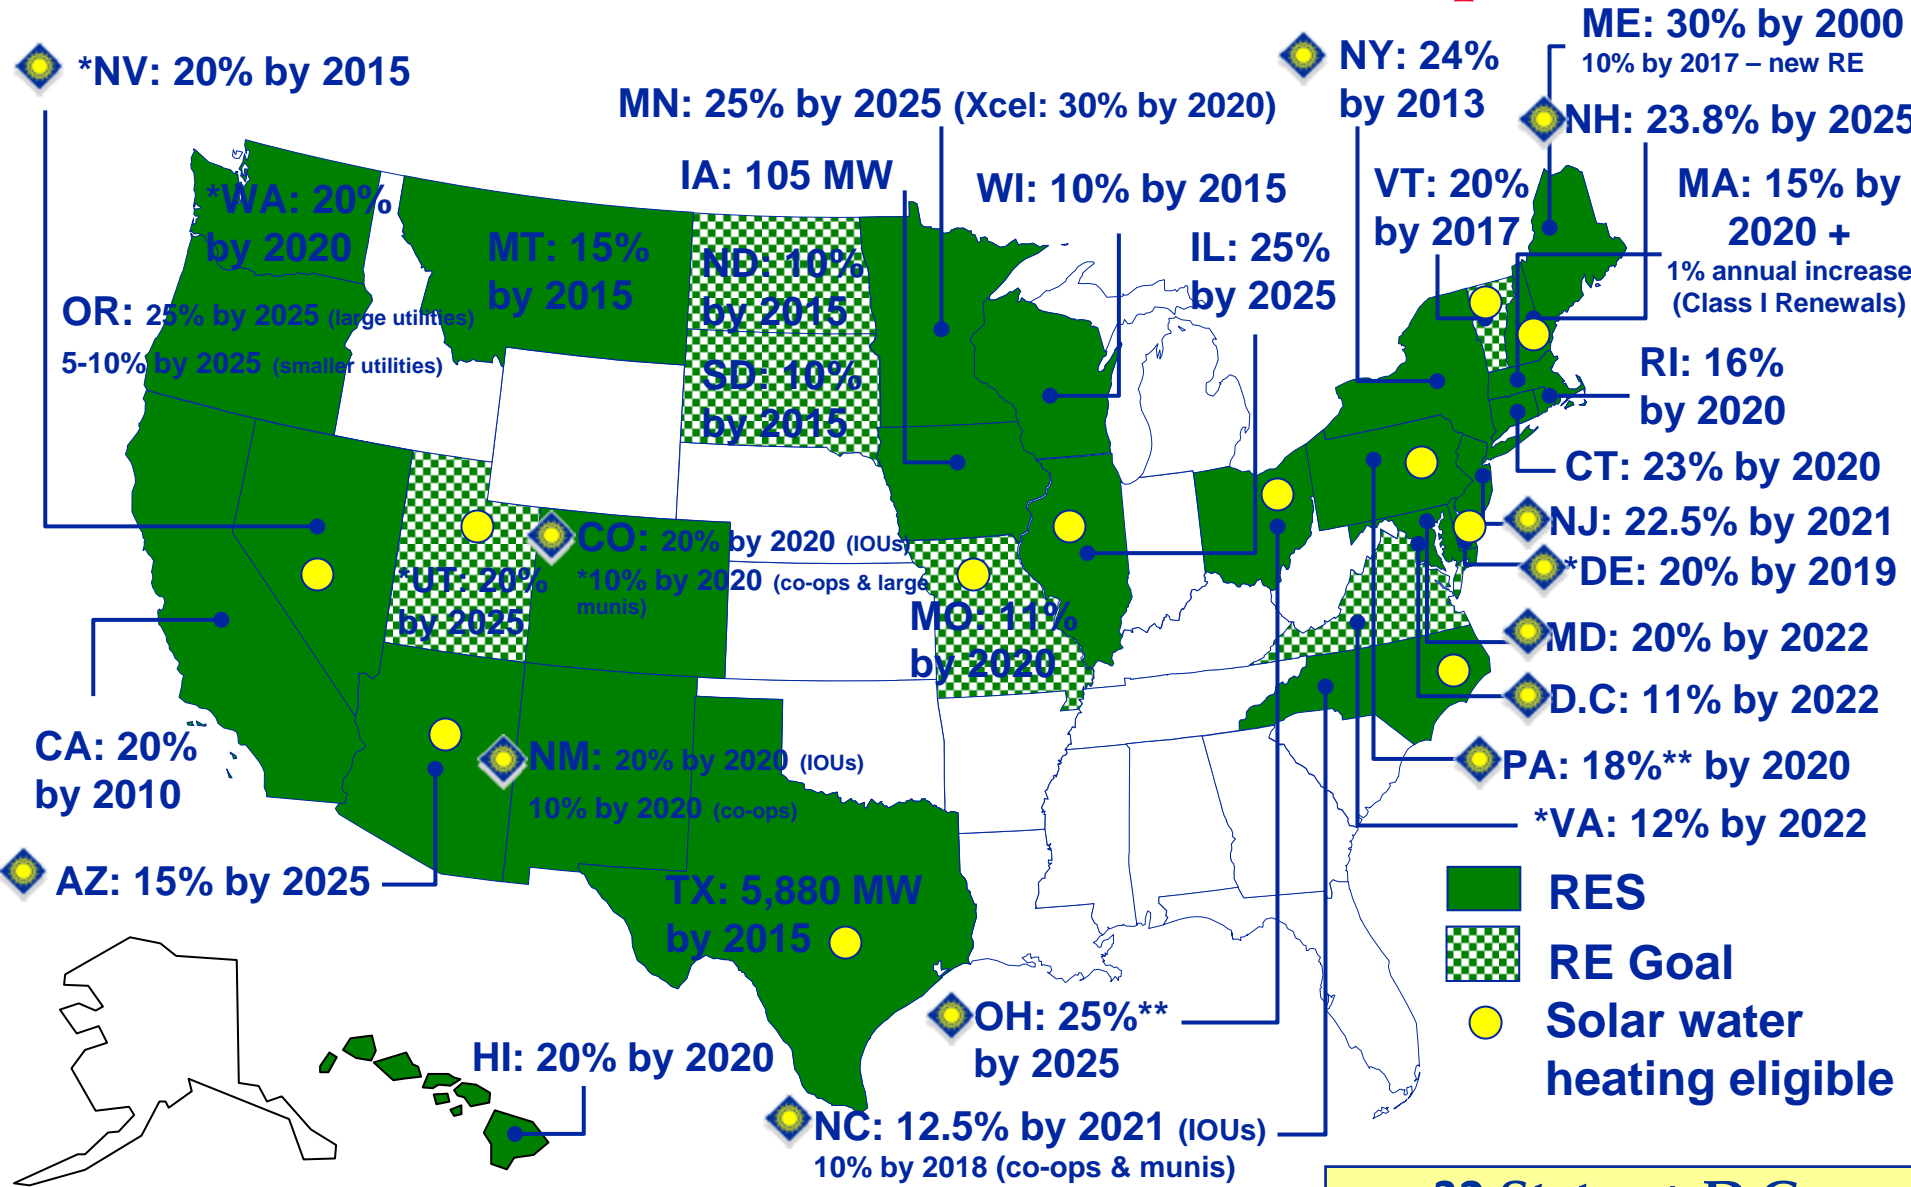 *NV: 20% by 2015
MN: 25% by 2025 (Xcel: 30% by 2020)
NY: 24%
by 2013
ME: 30% by 2000
10% by 2017 – new RE
NH: 23.8% by 2025
*WA: 20%
by 2020
IA: 105 MW
WI: 10% by 2015
VT: 20%
by 2017
MA: 15% by
2020 +
1% annual increase
(Class I Renewals)
MT: 15%
by 2015
ND: 10%
by 2015
IL: 25%
by 2025
OR: 25% by 2025 (large utilities)
5-10% by 2025 (smaller utilities)
SD: 10%
by 2015
RI: 16%
by 2020
CT: 23% by 2020
NJ: 22.5% by 2021
CO: 20% by 2020 (IOUs)
*10% by 2020 (co-ops & large
munis)
*UT: 20%
by 2025
*DE: 20% by 2019
MO: 11%
by 2020
MD: 20% by 2022
D.C: 11% by 2022
CA: 20%
by 2010
NM: 20% by 2020 (IOUs)
10% by 2020 (co-ops)
PA: 18%** by 2020
*VA: 12% by 2022
AZ: 15% by 2025
TX: 5,880 MW
by 2015
RES
RE Goal
Solar water
heating eligible
OH: 25%**
by 2025
HI: 20% by 2020
NC: 12.5% by 2021 (IOUs)
10% by 2018 (co-ops & munis)